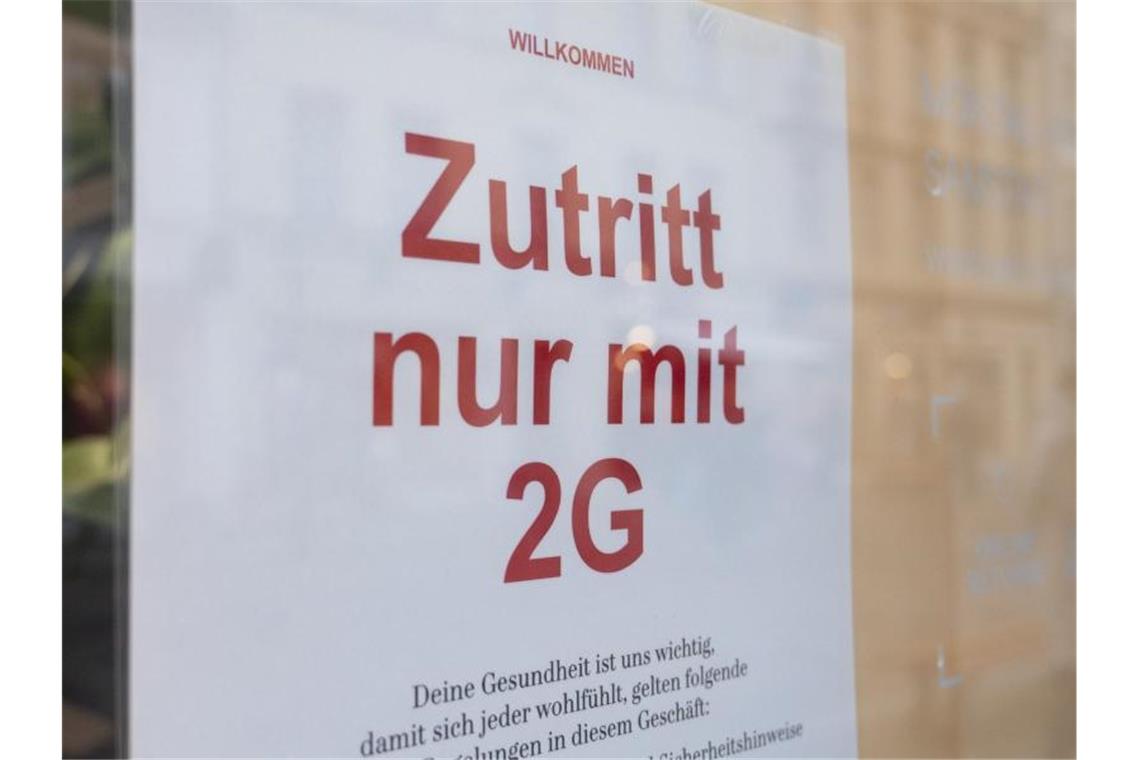 WILLKOMMEN
Zutritt
nur mit
2G
Deine Gesundheit ist uns wichtig,
damit sich jeder wohlfühlt, gelten folgende
in diesem Geschäft:
Sicherheitshinweise